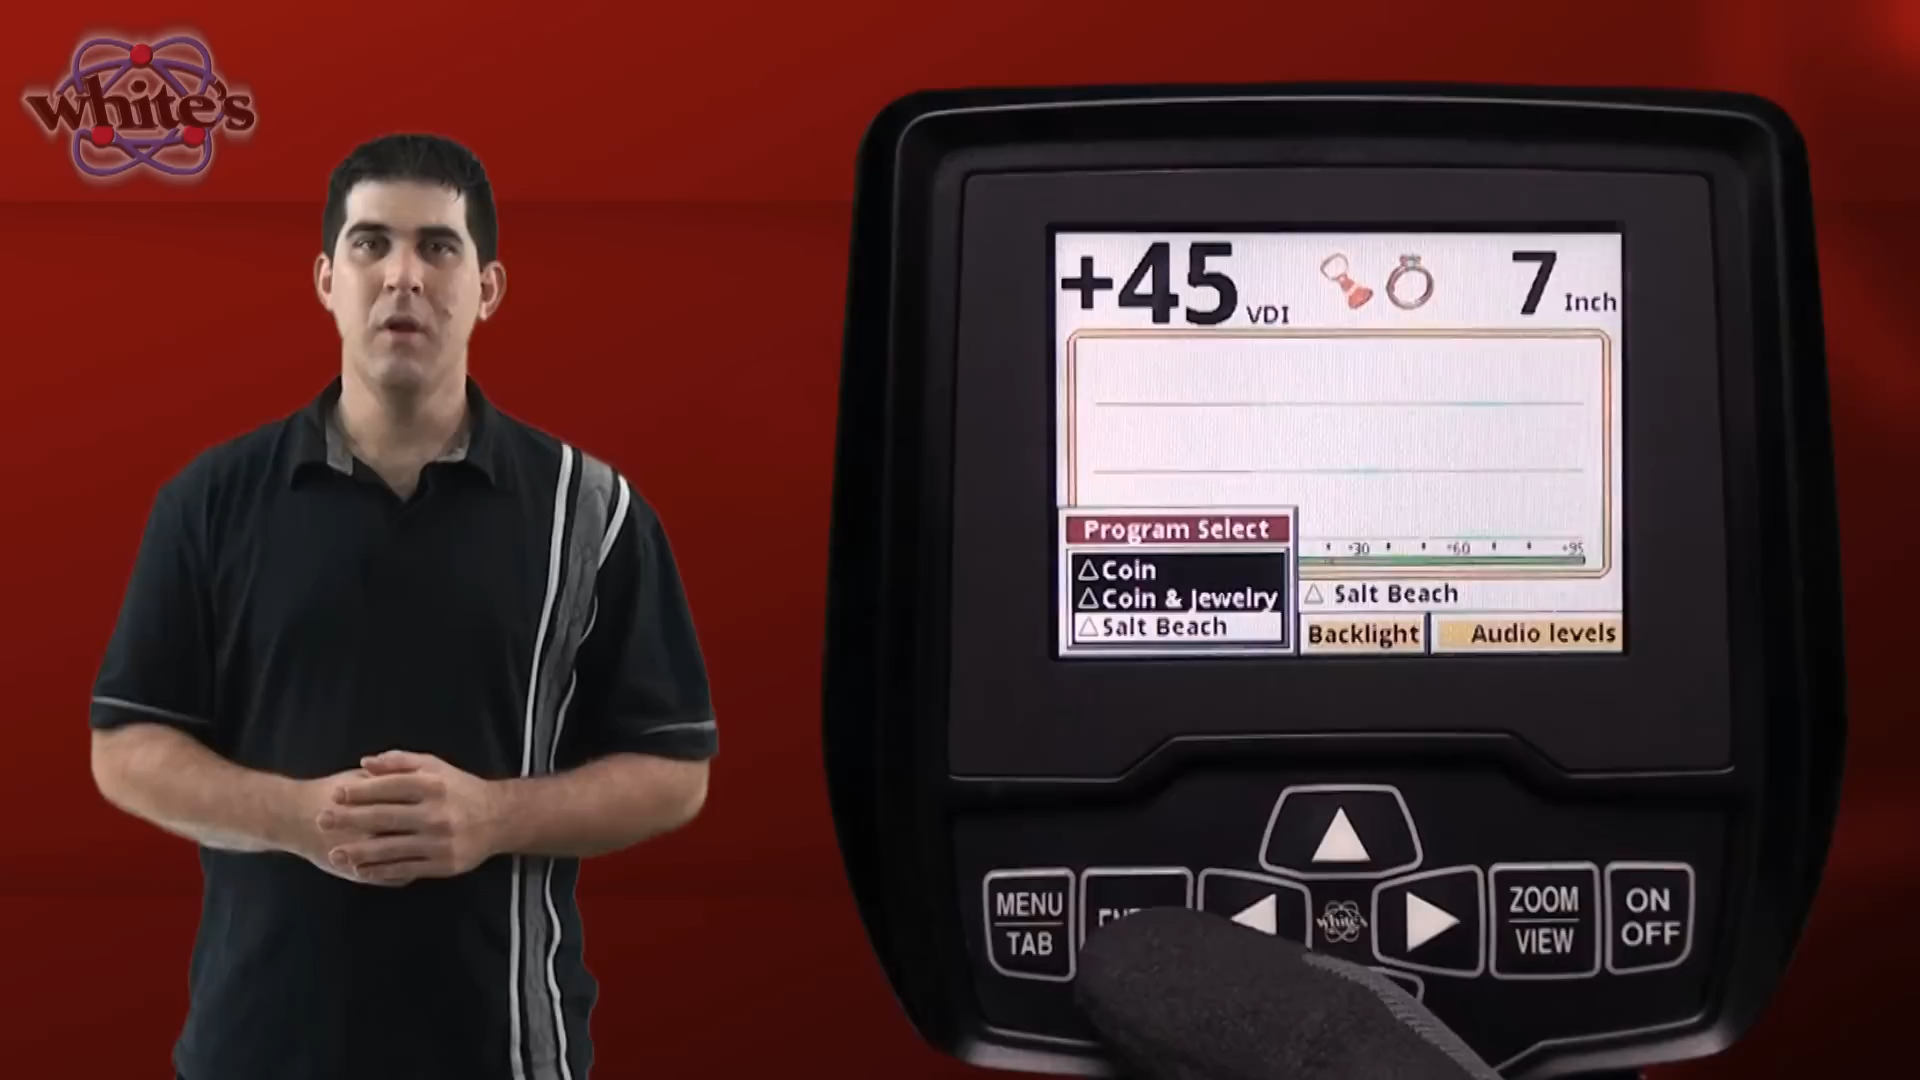 white's
+45 VDI
7 Inch
Program Select
Coin
Coin & Jewelry
Salt Beach
+30 +60 +95
Salt Beach
Backlight
Audio levels
MENU
TAB
ZOOM
VIEW
ON
OFF
white's